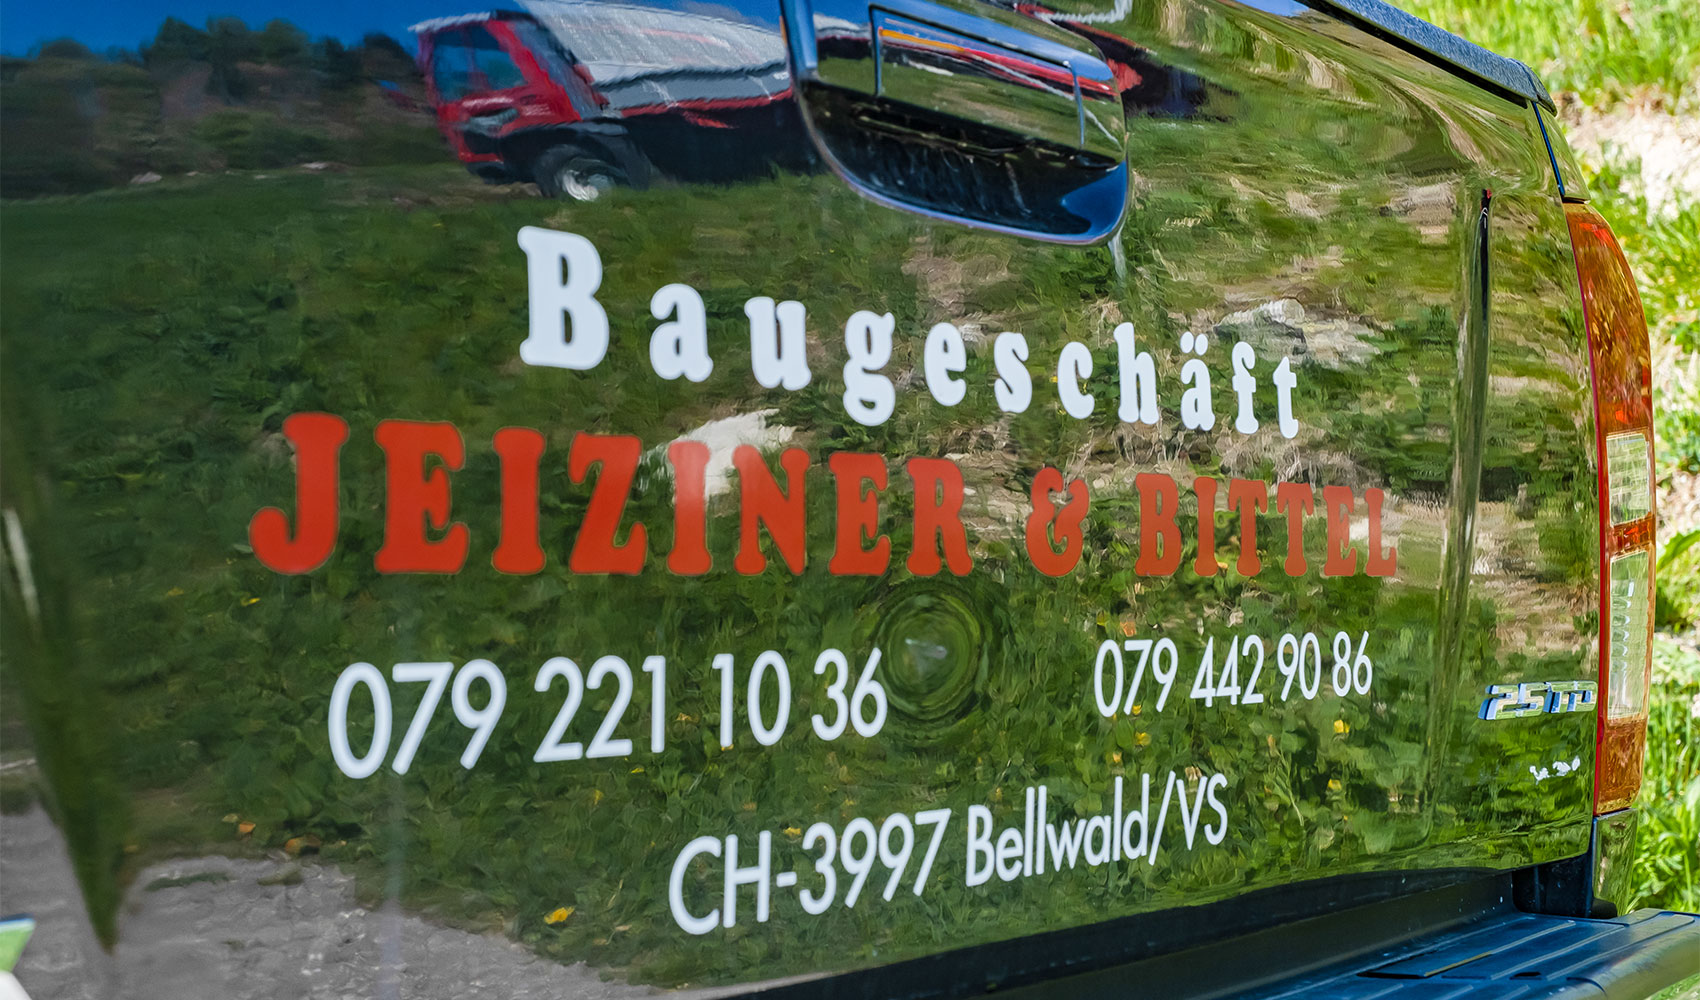 Baugeschäft
JEIZINER & BITTEL
079 221 10 36 079 442 90 86
CH-3997 Bellwald/VS